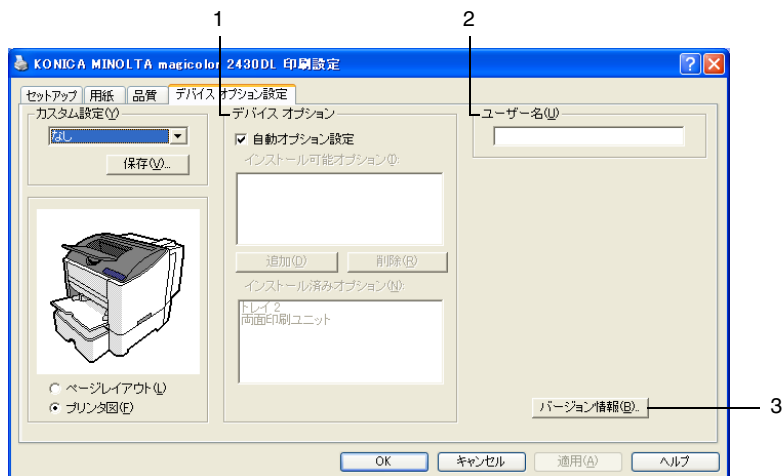 1
2
KONICA MINOLTA magicolor 2430DL 印刷設定
セットアップ 用紙 品質 デバイス オプション設定
カスタム設定(Y)
なし
保存(V)...
ページレイアウト(L)
プリンタ図(F)
デバイス オプション
自動オプション設定
インストール可能オプション(I):
追加(D) 削除(R)
インストール済みオプション(N):
トレイ 2
両面印刷ユニット
ユーザー名(U)
バージョン情報(B)...
3
OK キャンセル 適用(A) ヘルプ